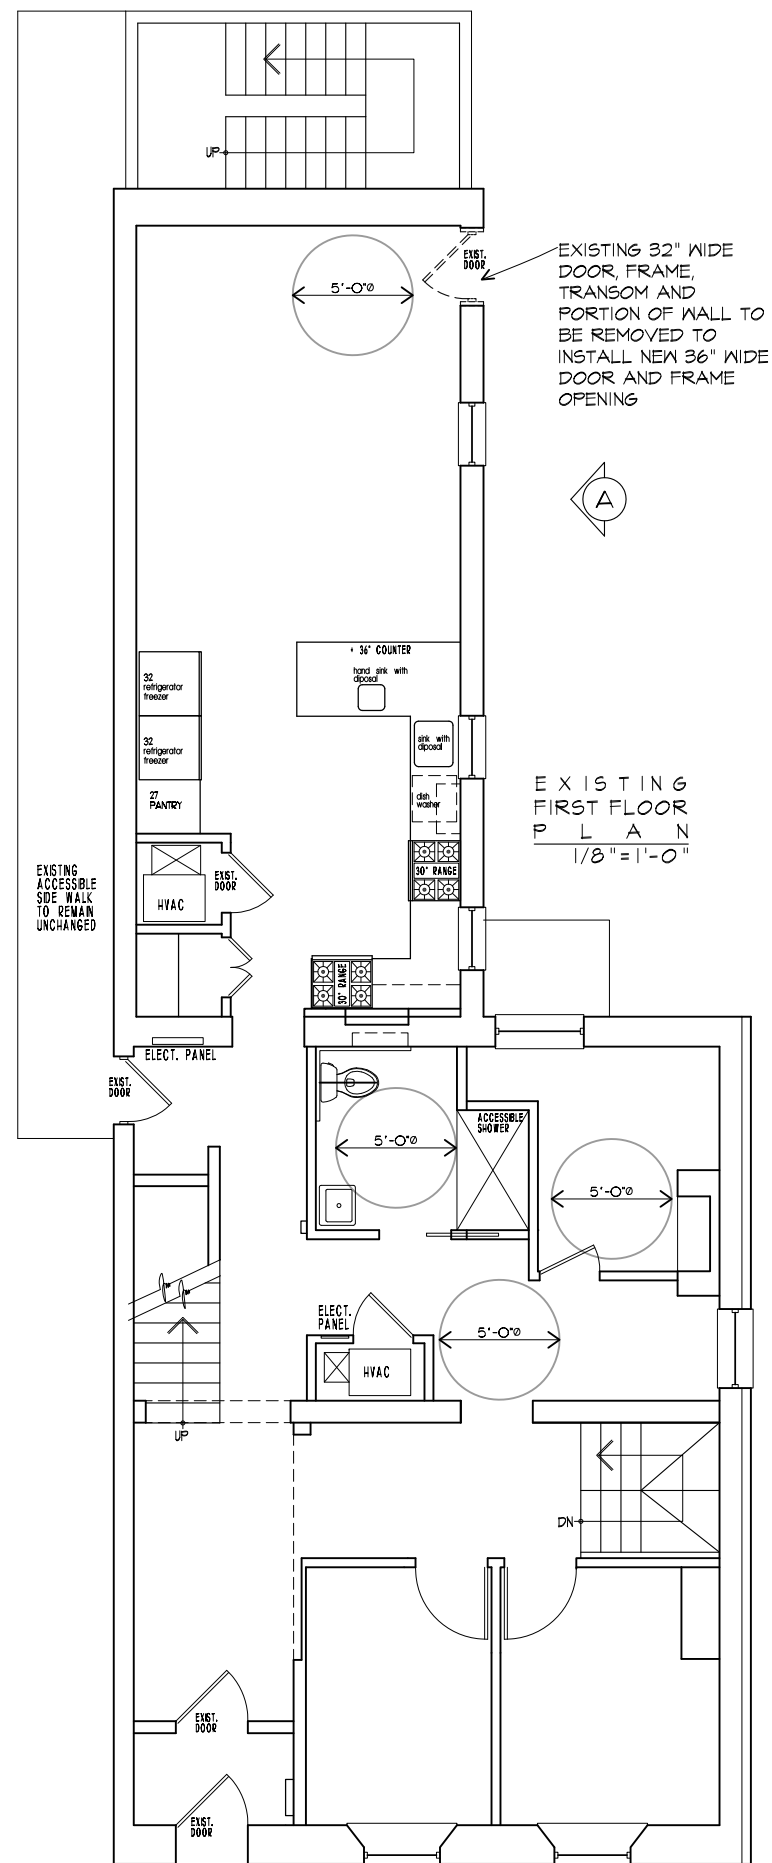 UP
EXIST.
DOOR
5'-0"ø
EXISTING 32" WIDE
DOOR, FRAME,
TRANSOM AND
PORTION OF WALL TO
BE REMOVED TO
INSTALL NEW 36" WIDE
DOOR AND FRAME
OPENING
A
36" COUNTER
hand sink with
diposal
32
refrigerator
freezer
sink with
diposal
32
refrigerator
freezer
27
PANTRY
dish
washer
EXISTING
FIRST FLOOR
PLAN
1/8"=1'-0"
30" RANGE
EXISTING
ACCESSIBLE
SIDE WALK
TO REMAIN
UNCHANGED
EXIST.
DOOR
HVAC
30" RANGE
ELECT. PANEL
EXIST.
DOOR
ACCESSIBLE
SHOWER
5'-0"ø
5'-0"ø
ELECT.
PANEL
5'-0"ø
HVAC
UP
DN
EXIST.
DOOR
EXIST.
DOOR